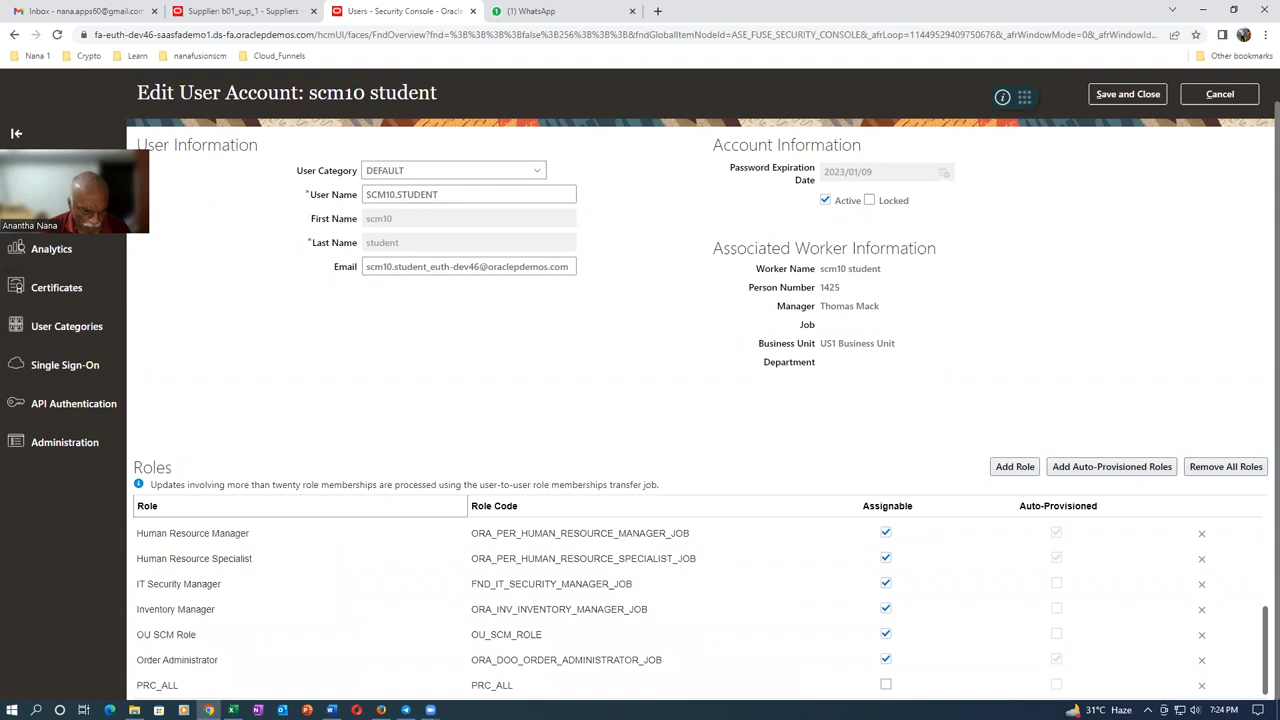 Inbox - nana.apps60@gmail.com
Supplier: b01_sup_1 - Suppliers
Users - Security Console - Oracle
(1) WhatsApp
fa-euth-dev46-saasfademo1.ds-fa.oraclepdemos.com/hcmUI/faces/FndOverview?fnd=%3B%3B%3B%3Bfalse%3B256%3B%3B%3B&fndGlobalItemNodeId=ASE_FUSE_SECURITY_CONSOLE&_afrLoop=11449529409750676&_afrWindowMode=0&_afrWindowId...
Nana 1
Crypto
Learn
nanafusionscm
Cloud_Funnels
Other bookmarks
Edit User Account: scm10 student
Save and Close
Cancel
User Information
Account Information
User Category DEFAULT
*User Name SCM10.STUDENT
First Name scm10
*Last Name student
Email scm10.student_euth-dev46@oraclepdemos.com
Password Expiration Date 2023/01/09
Active Locked
Associated Worker Information
Worker Name scm10 student
Person Number 1425
Manager Thomas Mack
Job
Business Unit US1 Business Unit
Department
Anantha Nana
Analytics
Certificates
User Categories
Single Sign-On
API Authentication
Administration
Roles
Add Role
Add Auto-Provisioned Roles
Remove All Roles
Updates involving more than twenty role memberships are processed using the user-to-user role memberships transfer job.
Role Role Code Assignable Auto-Provisioned
Human Resource Manager ORA_PER_HUMAN_RESOURCE_MANAGER_JOB
Human Resource Specialist ORA_PER_HUMAN_RESOURCE_SPECIALIST_JOB
IT Security Manager FND_IT_SECURITY_MANAGER_JOB
Inventory Manager ORA_INV_INVENTORY_MANAGER_JOB
OU SCM Role OU_SCM_ROLE
Order Administrator ORA_DOO_ORDER_ADMINISTRATOR_JOB
PRC_ALL PRC_ALL
31°C Haze
7:24 PM